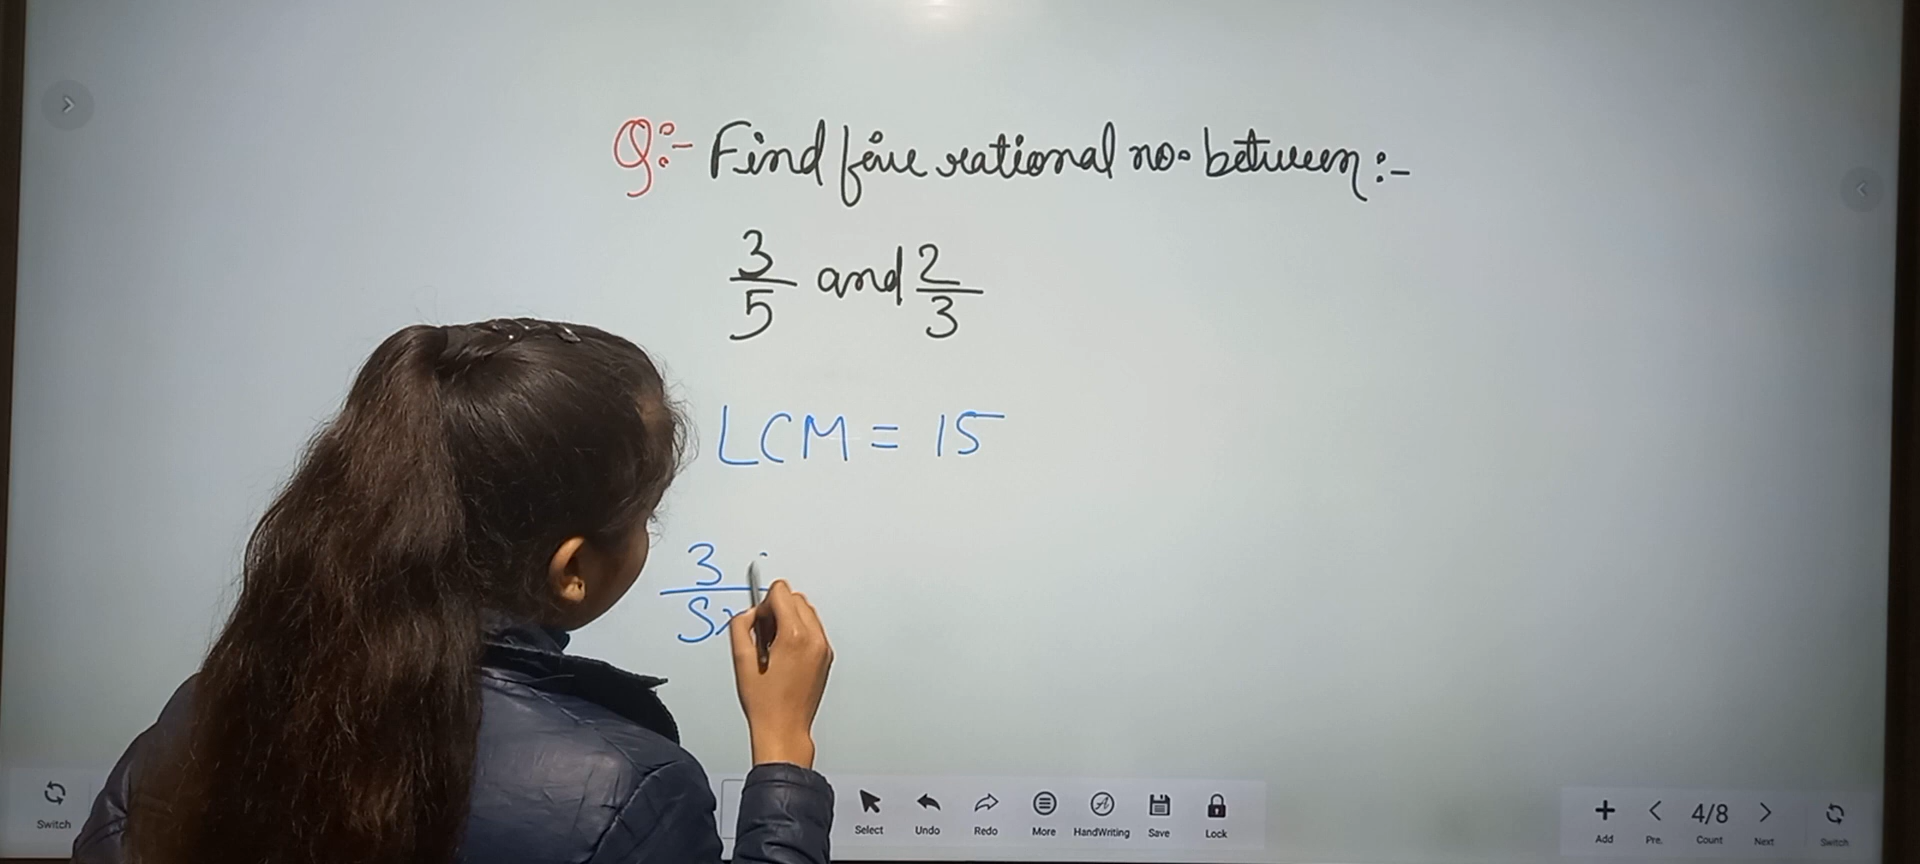 Q:- Find five rational no. between:-
3/5 and 2/3
LCM = 15
3
5x
Switch
Select Undo Redo More HandWriting Save Lock
Add Pre. 4/8 Count Next Switch